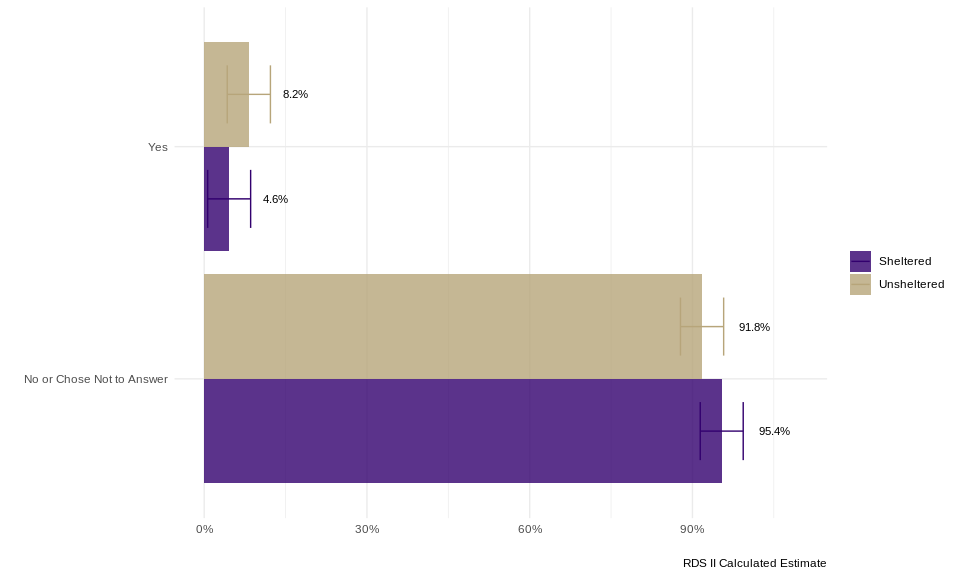 8.2%
Yes
4.6%
Sheltered
Unsheltered
91.8%
No or Chose Not to Answer
95.4%
0% 30% 60% 90%
RDS II Calculated Estimate